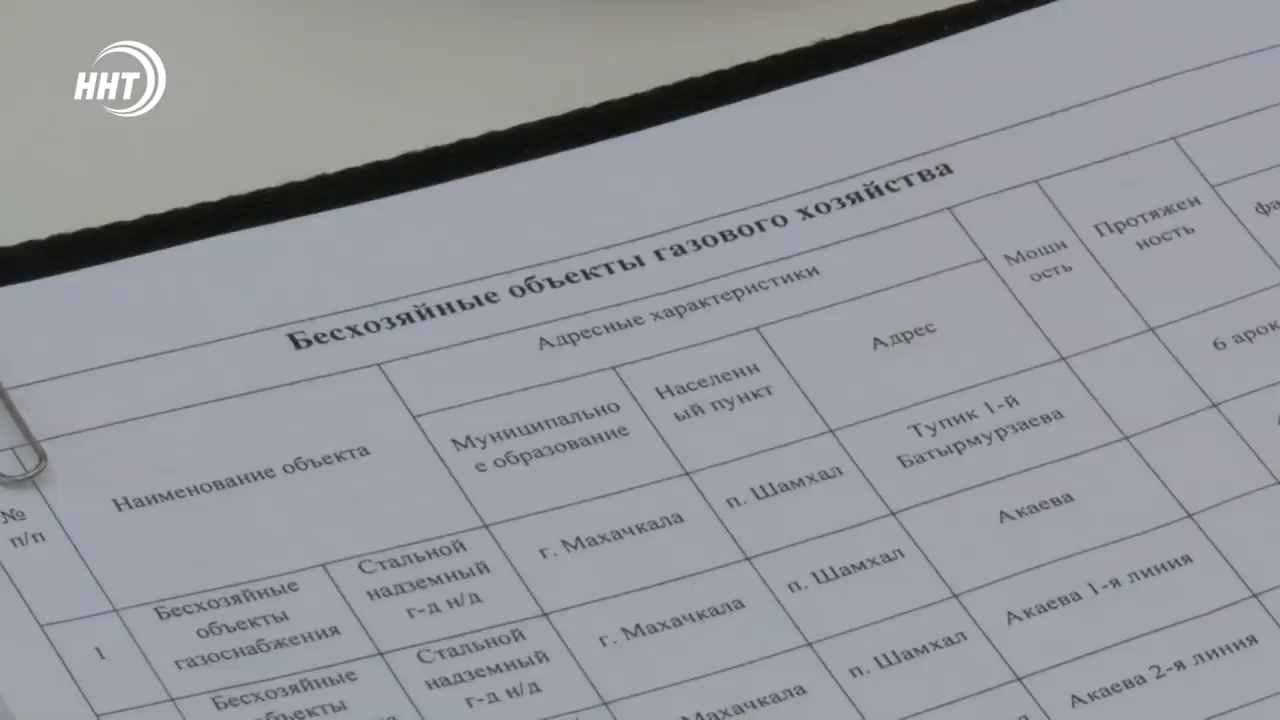 ННТ
Бесхозяйные объекты газового хозяйства
Адресные характеристики
Мощн
ость
Протяжен
ность
№
п/п
Наименование объекта
Муниципально
е образование
Населенн
ый пункт
Адрес
1
Бесхозяйные
объекты
газоснабжения
Стальной
надземный
г-д н/д
г. Махачкала
п. Шамхал
Тупик 1-й
Батырмурзаева
6 арок
Бесхозяйные
объекты
Стальной
надземный
г-д н/д
г. Махачкала
п. Шамхал
Акаева
Махачкала
п. Шамхал
Акаева 1-я линия
Акаева 2-я линия